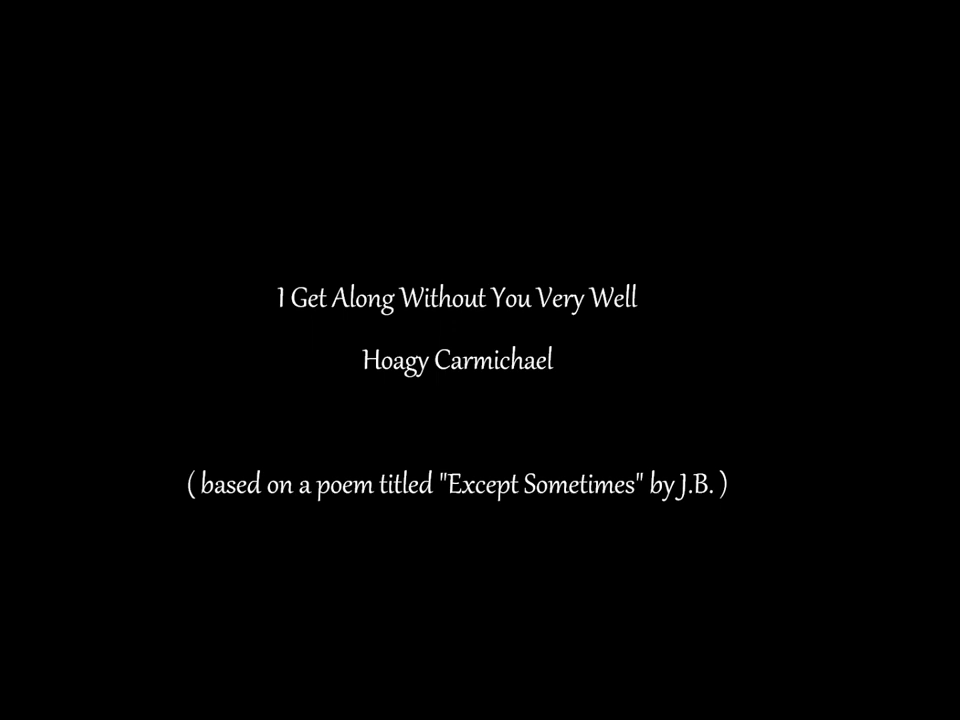 I Get Along Without You Very Well
Hoagy Carmichael
( based on a poem titled "Except Sometimes" by J.B. )